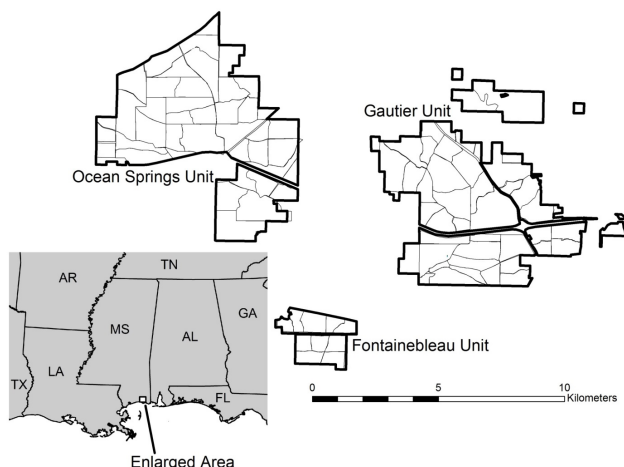 Gautier Unit
Ocean Springs Unit
TN
AR
MS
AL
GA
LA
TX
FL
Fontainebleau Unit
0 5 10
Kilometers
Enlarged Area